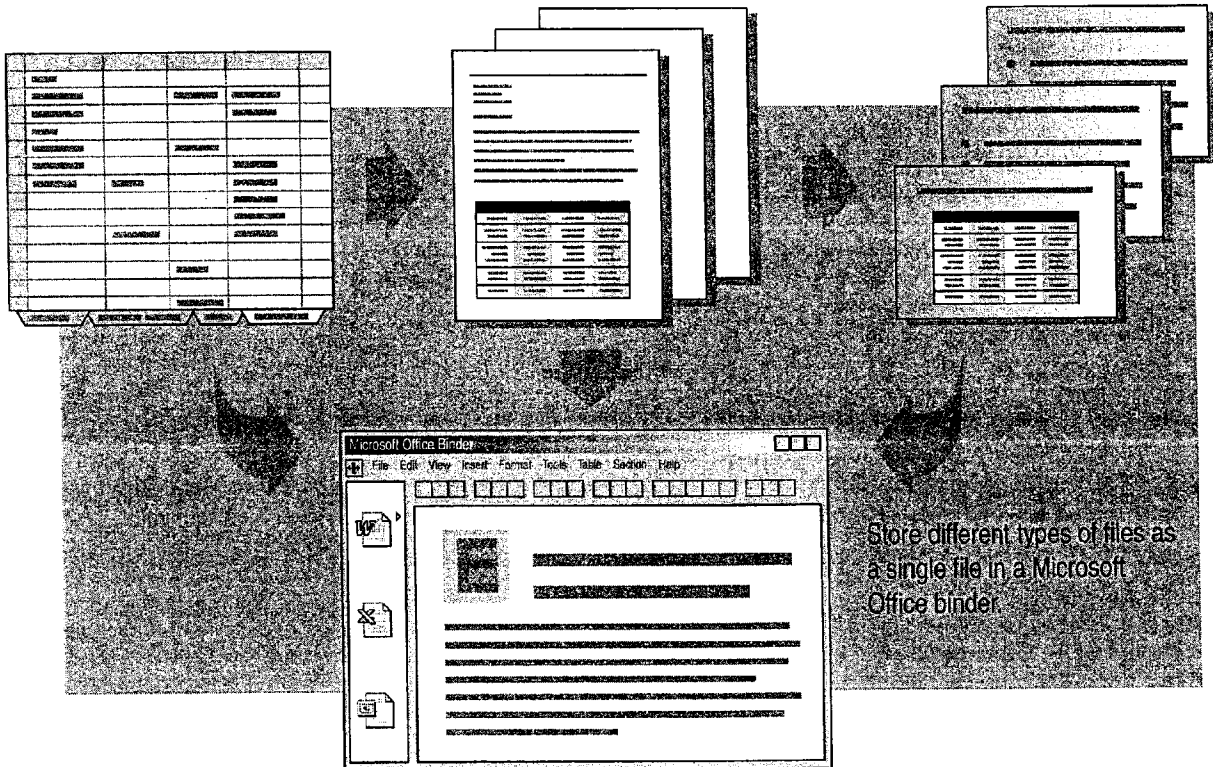 Microsoft Office Binder
File Edit View Insert Format Tools Table Section Help
W
X
Store different types of files as
a single file in a Microsoft
Office binder.